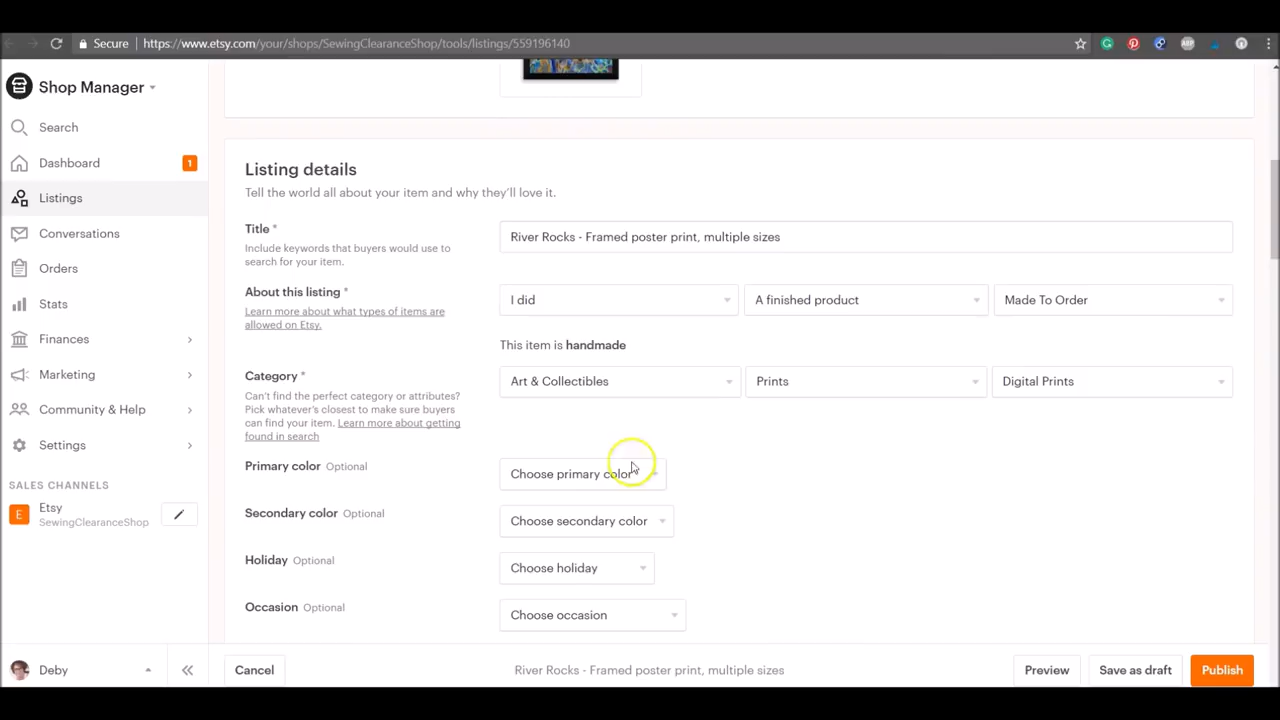 Secure https://www.etsy.com/your/shops/SewingClearanceShop/tools/listings/559196140
Shop Manager
Search
Dashboard 1
Listings
Conversations
Orders
Stats
Finances
Marketing
Community & Help
Settings
SALES CHANNELS
E Etsy
SewingClearanceShop
Deby
Listing details
Tell the world all about your item and why they'll love it.
Title *
Include keywords that buyers would use to
search for your item.
River Rocks - Framed poster print, multiple sizes
About this listing *
Learn more about what types of items are
allowed on Etsy.
I did A finished product Made To Order
This item is handmade
Category *
Can't find the perfect category or attributes?
Pick whatever's closest to make sure buyers
can find your item. Learn more about getting
found in search
Art & Collectibles Prints Digital Prints
Primary color Optional Choose primary color
Secondary color Optional Choose secondary color
Holiday Optional Choose holiday
Occasion Optional Choose occasion
Cancel River Rocks - Framed poster print, multiple sizes Preview Save as draft Publish